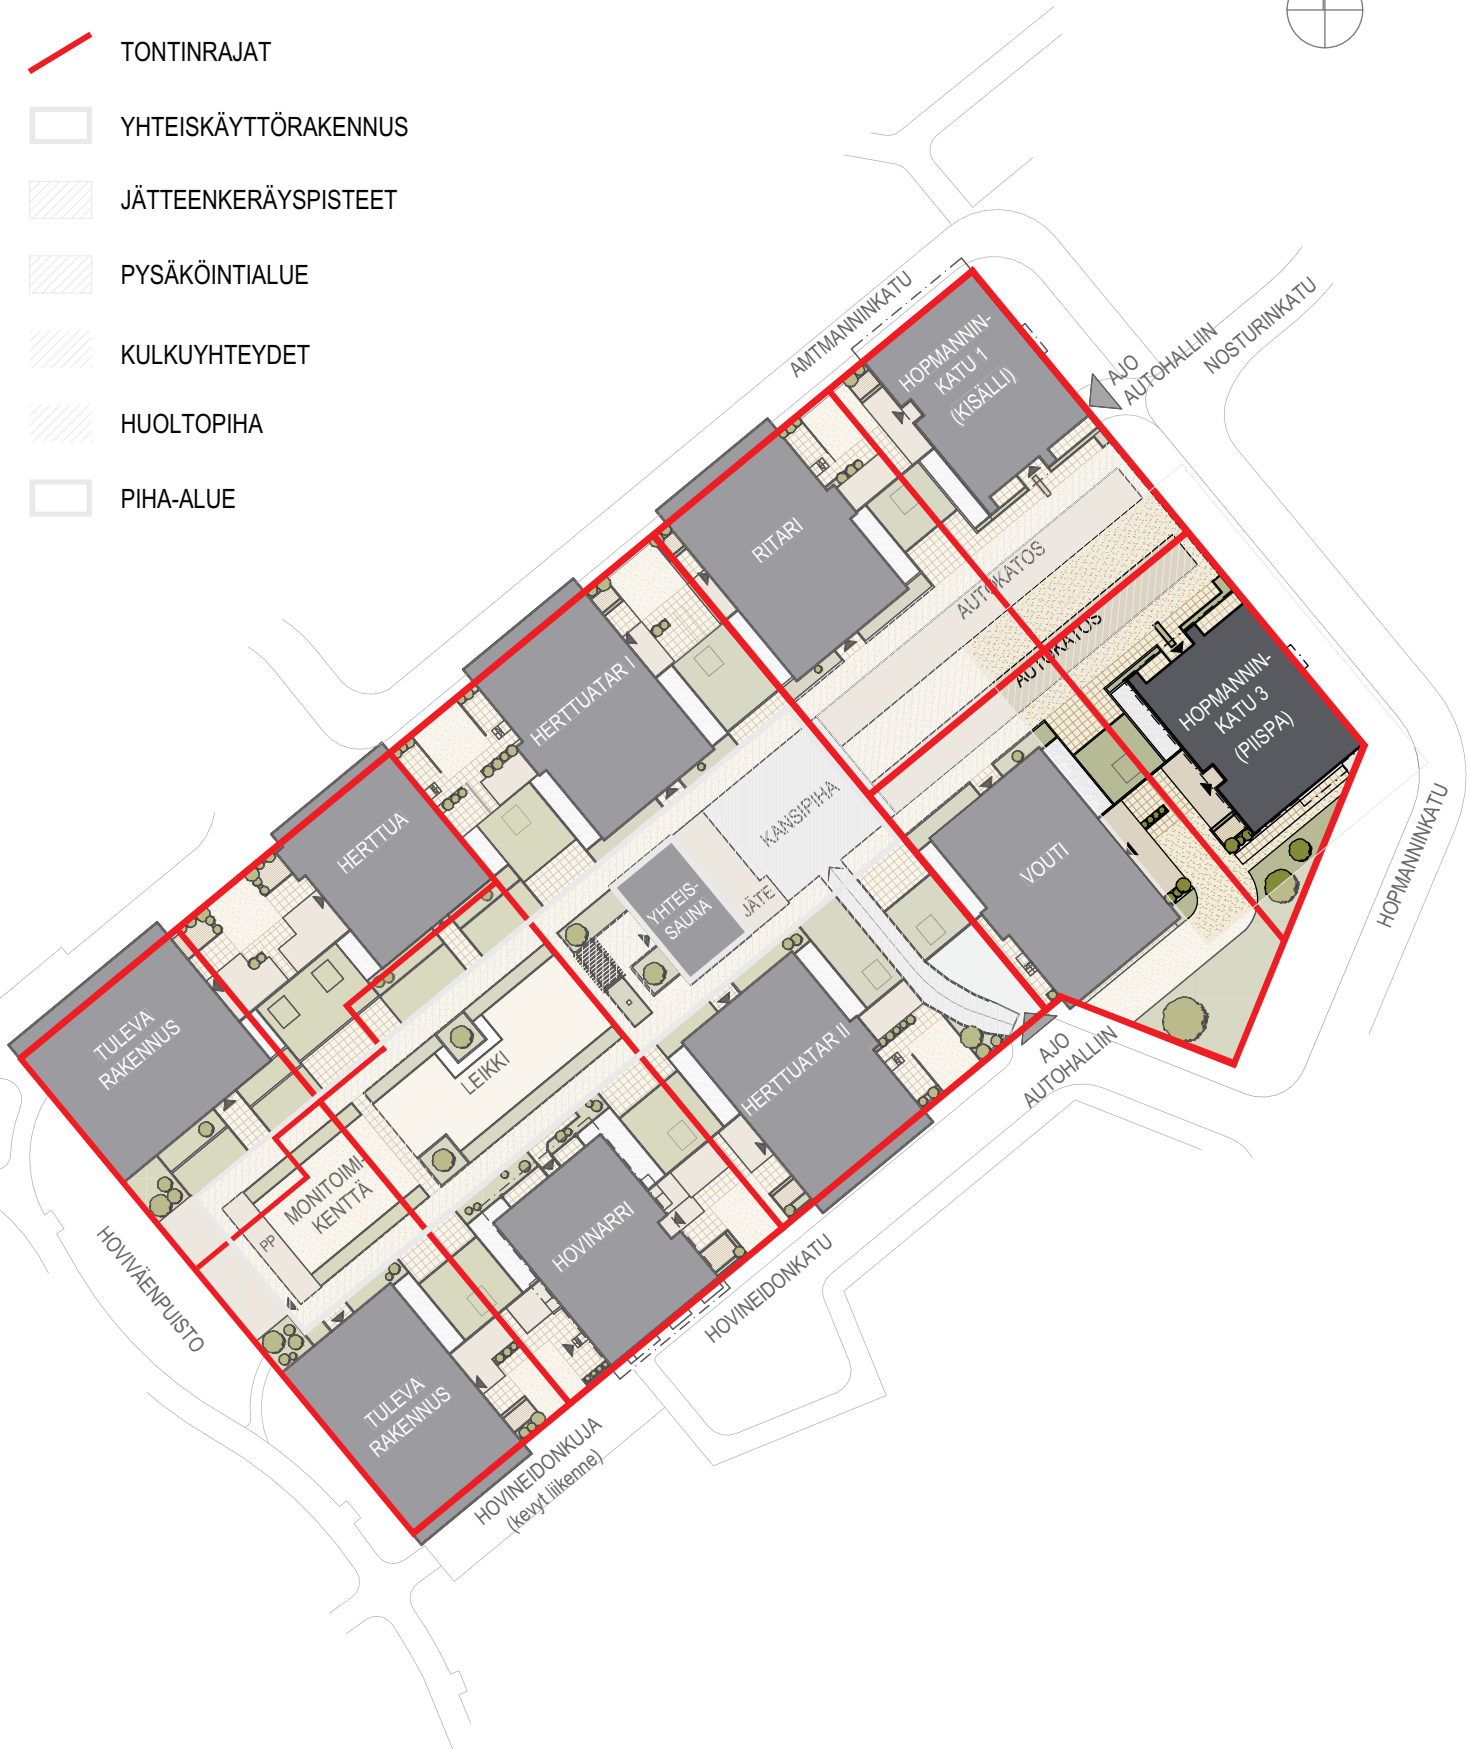 TONTINRAJAT
YHTEISKÄYTTÖRAKENNUS
JÄTTEENKERÄYSPISTEET
PYSÄKÖINTIALUE
KULKUYHTEYDET
HUOLTOPIHA
PIHA-ALUE
AMTMANNINKATU
HOPMANNIN-
KATU 1
(KISÄLLI)
AJO
AUTOHALLIIN
NOSTURINKATU
RITARI
AUTOKATOS
AUTOKATOS
HERTTUATAR I
HOPMANNIN-
KATU 3
(PIISPA)
HERTTUA
KANSIPIHA
VOUTI
HOPMANNINKATU
YHTEIS-
SAUNA
JÄTE
TULEVA
RAKENNUS
LEIKKI
HERTTUATAR II
AJO
AUTOHALLIIN
MONITOIMI-
KENTTÄ
PP
HOVINARRI
HOVIVÄENPUISTO
HOVINEIDONKATU
TULEVA
RAKENNUS
HOVINEIDONKUJA
(kevyt liikenne)